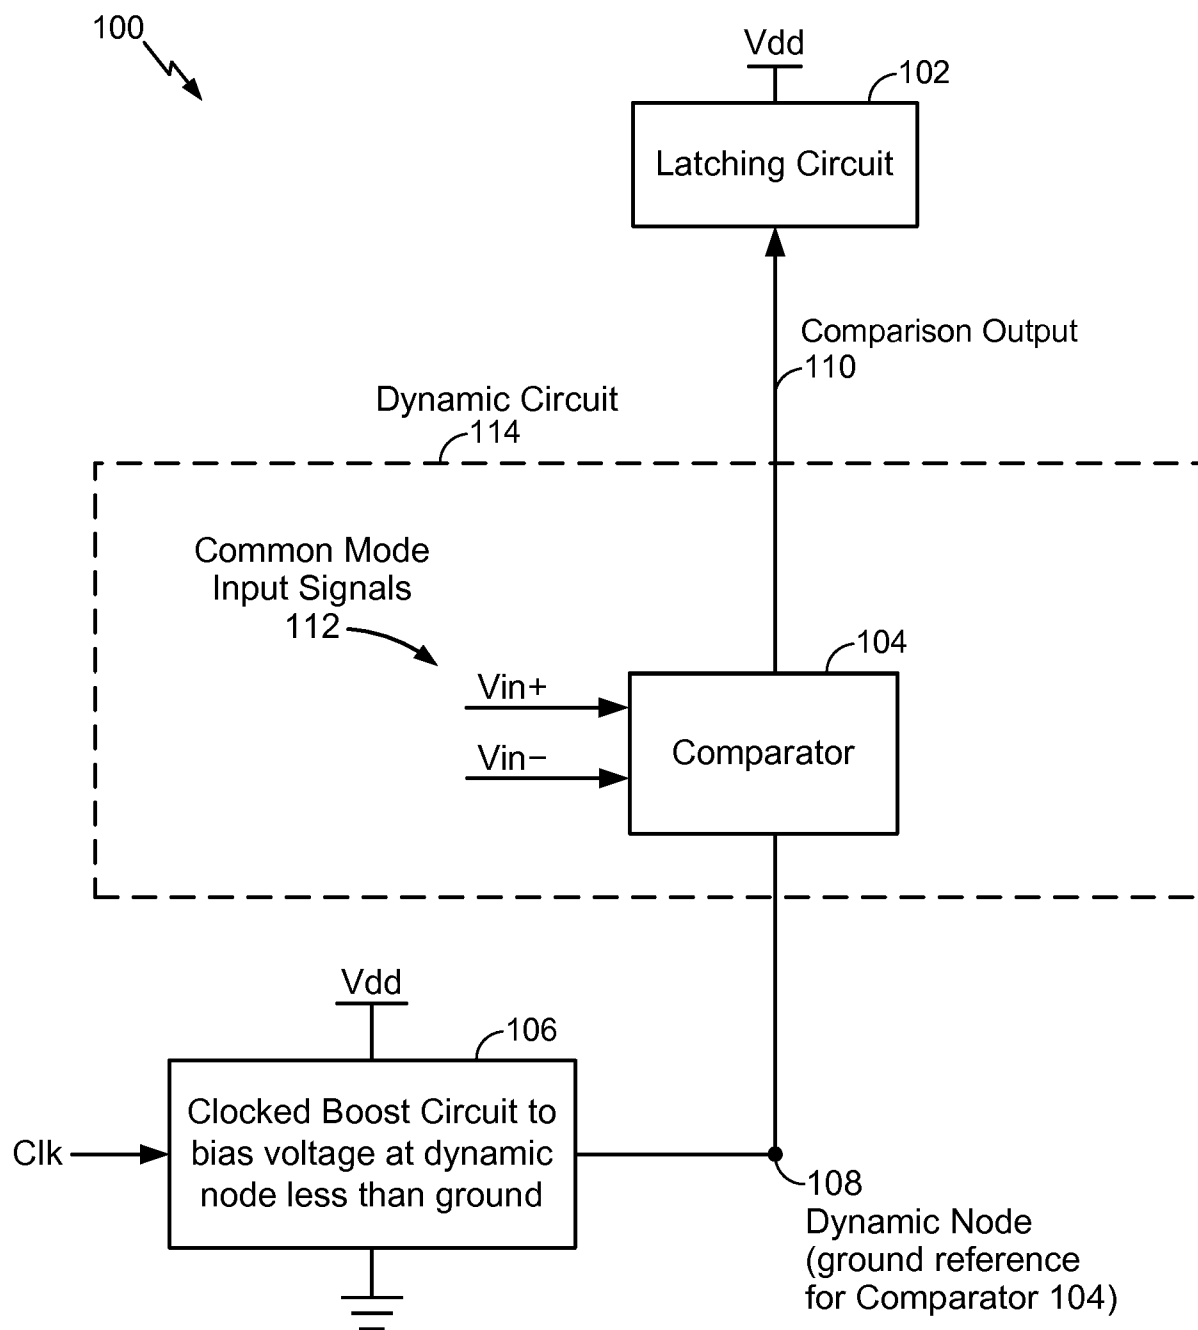 100
Vdd
102
Latching Circuit
Comparison Output
110
Dynamic Circuit
114
Common Mode
Input Signals
112
104
Vin+
Vin−
Comparator
Vdd
106
Clocked Boost Circuit to
bias voltage at dynamic
node less than ground
Clk
108
Dynamic Node
(ground reference
for Comparator 104)